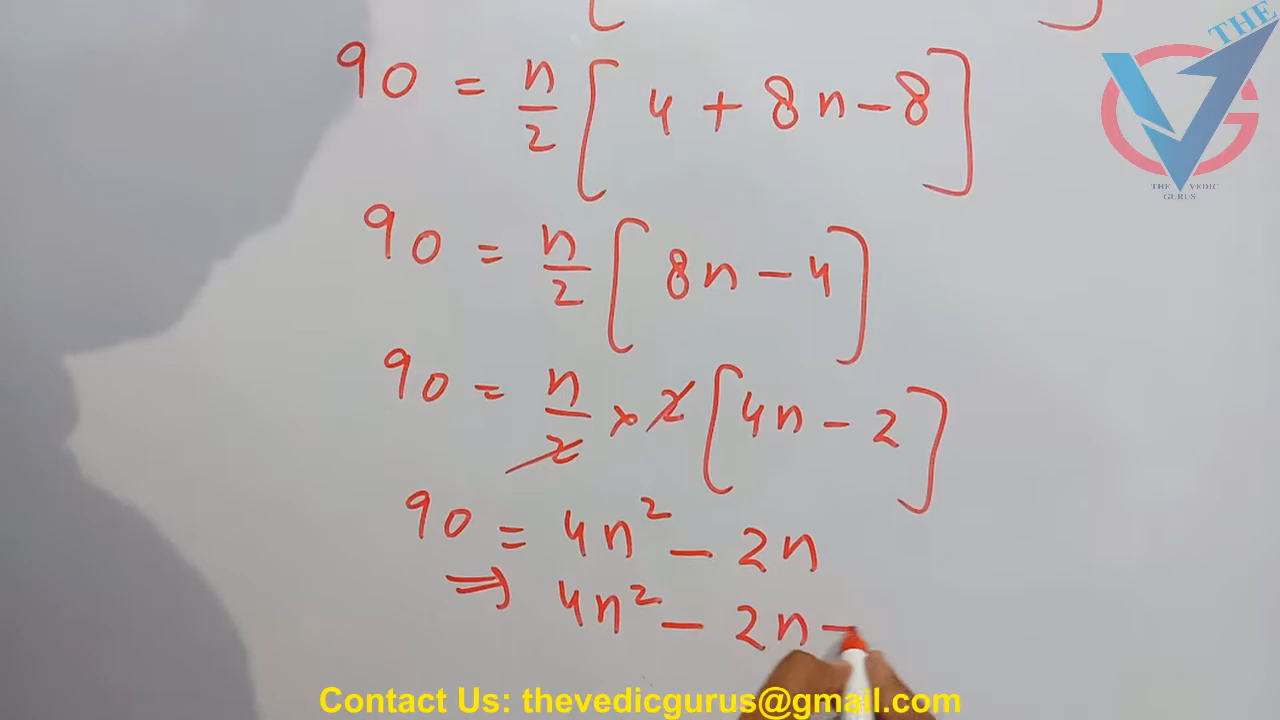 THE
THE VEDIC
GURUS
90 = n/2 [ 4 + 8n - 8 ]
90 = n/2 [ 8n - 4 ]
90 = n/2 × 2 [ 4n - 2 ]
90 = 4n² - 2n
⇒ 4n² - 2n -
Contact Us: thevedicgurus@gmail.com